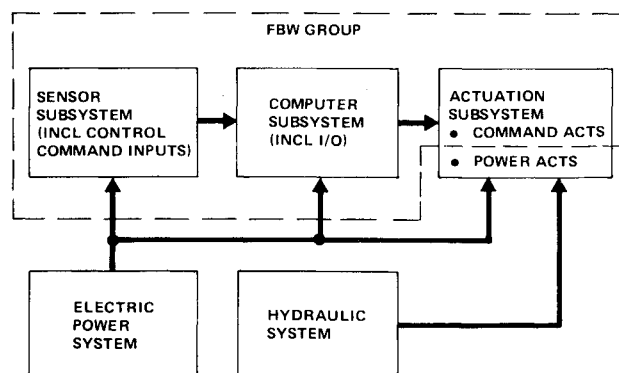 FBW GROUP
SENSOR
SUBSYSTEM
(INCL CONTROL
COMMAND INPUTS)
COMPUTER
SUBSYSTEM
(INCL I/O)
ACTUATION
SUBSYSTEM
• COMMAND ACTS
• POWER ACTS
ELECTRIC
POWER
SYSTEM
HYDRAULIC
SYSTEM